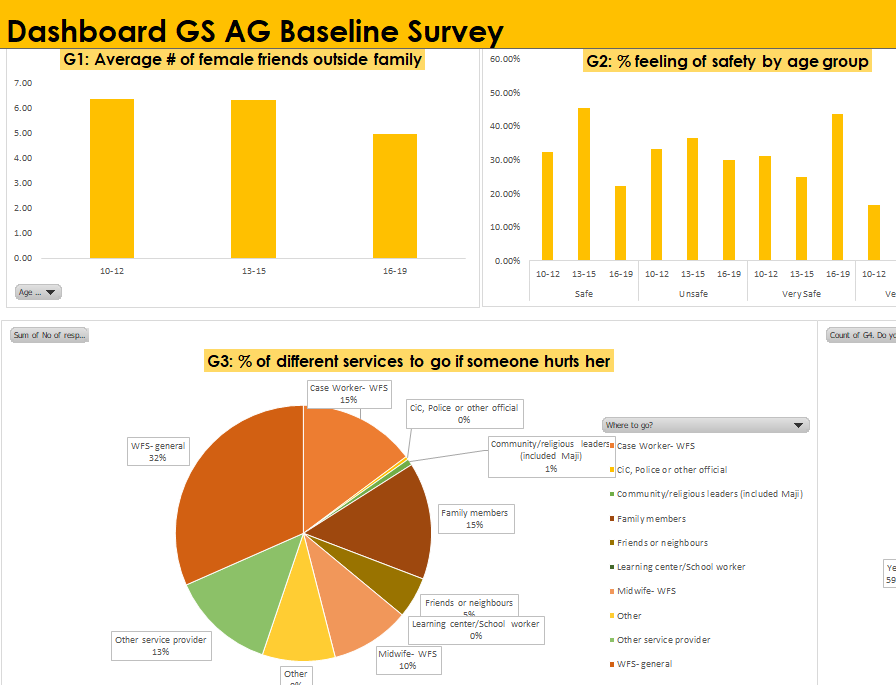 Dashboard GS AG Baseline Survey
G1: Average # of female friends outside family
7.00
6.00
5.00
4.00
3.00
2.00
1.00
0.00
10-12 13-15 16-19
Age ...
G2: % feeling of safety by age group
60.00%
50.00%
40.00%
30.00%
20.00%
10.00%
0.00%
10-12 13-15 16-19 10-12 13-15 16-19 10-12 13-15 16-19 10-12
Safe Unsafe Very Safe Ve
Sum of No of resp...
G3: % of different services to go if someone hurts her
Case Worker- WFS
15%
CiC, Police or other official
0%
Community/religious leaders
(included Maji)
1%
WFS- general
32%
Family members
15%
Friends or neighbours
5%
Learning center/School worker
0%
Midwife- WFS
10%
Other
Other service provider
13%
Where to go?
Case Worker- WFS
CiC, Police or other official
Community/religious leaders (included Maji)
Family members
Friends or neighbours
Learning center/School worker
Midwife- WFS
Other
Other service provider
WFS- general
Count of G4. Do yo
Ye
59